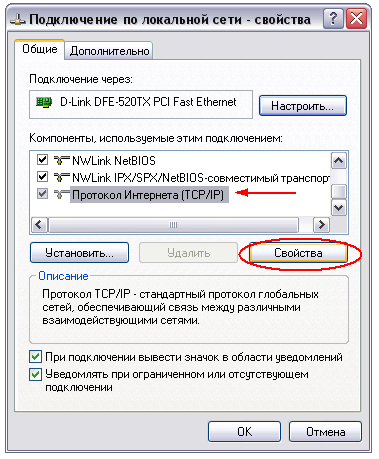 Подключение по локальной сети - свойства
Общие
Дополнительно
Подключение через:
D-Link DFE-520TX PCI Fast Ethernet
Настроить...
Компоненты, используемые этим подключением:
NWLink NetBIOS
NWLink IPX/SPX/NetBIOS-совместимый транспорт
Протокол Интернета (TCP/IP)
Установить...
Удалить
Свойства
Описание
Протокол TCP/IP - стандартный протокол глобальных
сетей, обеспечивающий связь между различными
взаимодействующими сетями.
При подключении вывести значок в области уведомлений
Уведомлять при ограниченном или отсутствующем
подключении
OK
Отмена